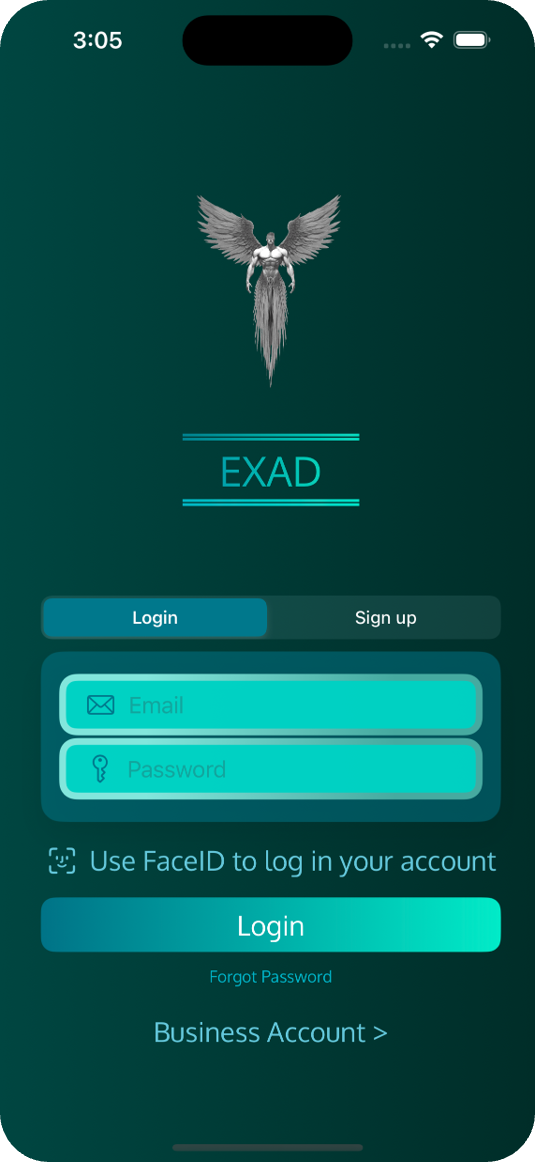 3:05
EXAD
Login
Sign up
Email
Password
Use FaceID to log in your account
Login
Forgot Password
Business Account >